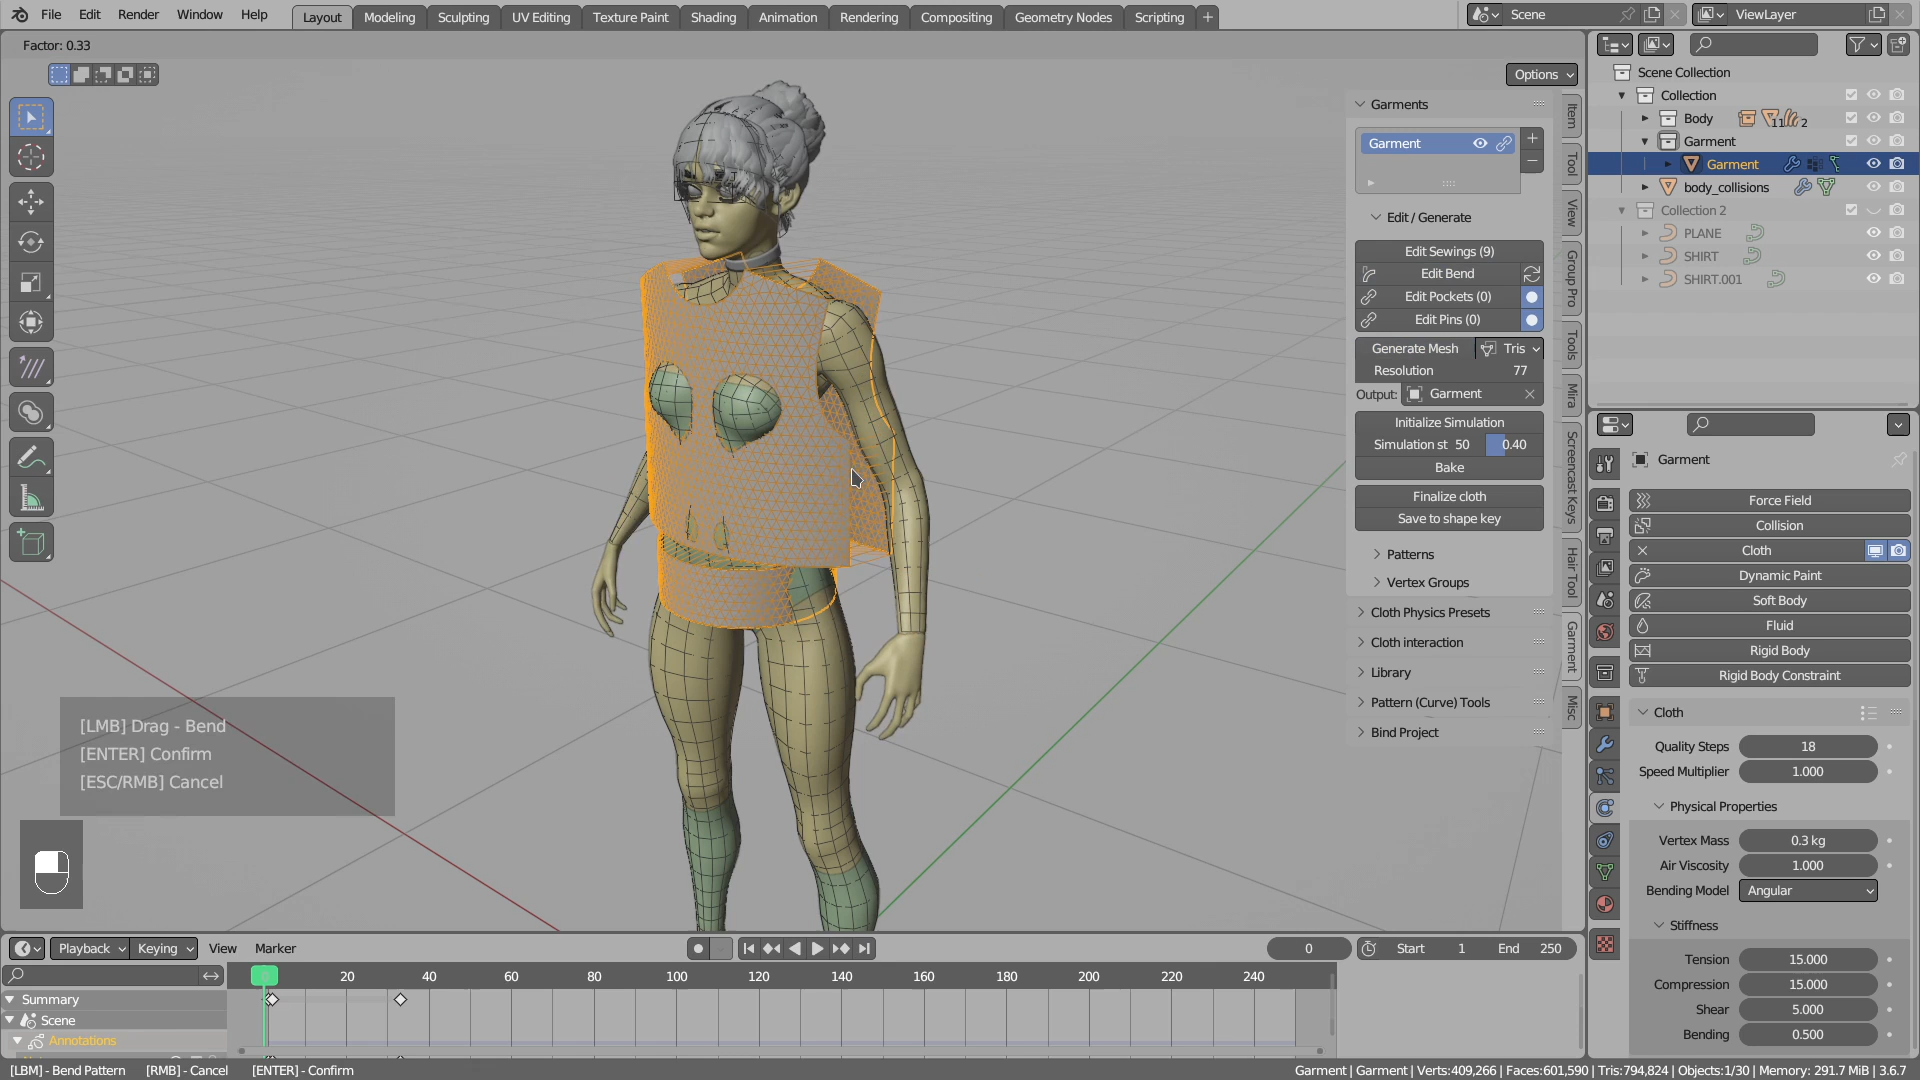 File Edit Render Window Help Layout Modeling Sculpting UV Editing Texture Paint Shading Animation Rendering Compositing Geometry Nodes Scripting + Scene ViewLayer
Factor: 0.33
Options
Garments
Garment
Edit / Generate
Edit Sewings (9)
Edit Bend
Edit Pockets (0)
Edit Pins (0)
Generate Mesh Tris
Resolution 77
Output: Garment
Initialize Simulation
Simulation st 50 0.40
Bake
Finalize cloth
Save to shape key
Patterns
Vertex Groups
Cloth Physics Presets
Cloth interaction
Library
Pattern (Curve) Tools
Bind Project
Item
Tool
View
Group Pro
Tools
Mira
Screencast Keys
Hair Tool
Garment
Misc
Scene Collection
Collection
Body 11 2
Garment
Garment
body_collisions
Collection 2
PLANE
SHIRT
SHIRT.001
Garment
Force Field
Collision
Cloth
Dynamic Paint
Soft Body
Fluid
Rigid Body
Rigid Body Constraint
Cloth
Quality Steps 18
Speed Multiplier 1.000
Physical Properties
Vertex Mass 0.3 kg
Air Viscosity 1.000
Bending Model Angular
Stiffness
Tension 15.000
Compression 15.000
Shear 5.000
Bending 0.500
[LMB] Drag - Bend
[ENTER] Confirm
[ESC/RMB] Cancel
Playback Keying View Marker 0 Start 1 End 250
20 40 60 80 100 120 140 160 180 200 220 240
Summary
Scene
Annotations
[LBM] - Bend Pattern [RMB] - Cancel [ENTER] - Confirm Garment | Garment | Verts:409,266 | Faces:601,590 | Tris:794,824 | Objects:1/30 | Memory: 291.7 MiB | 3.6.7